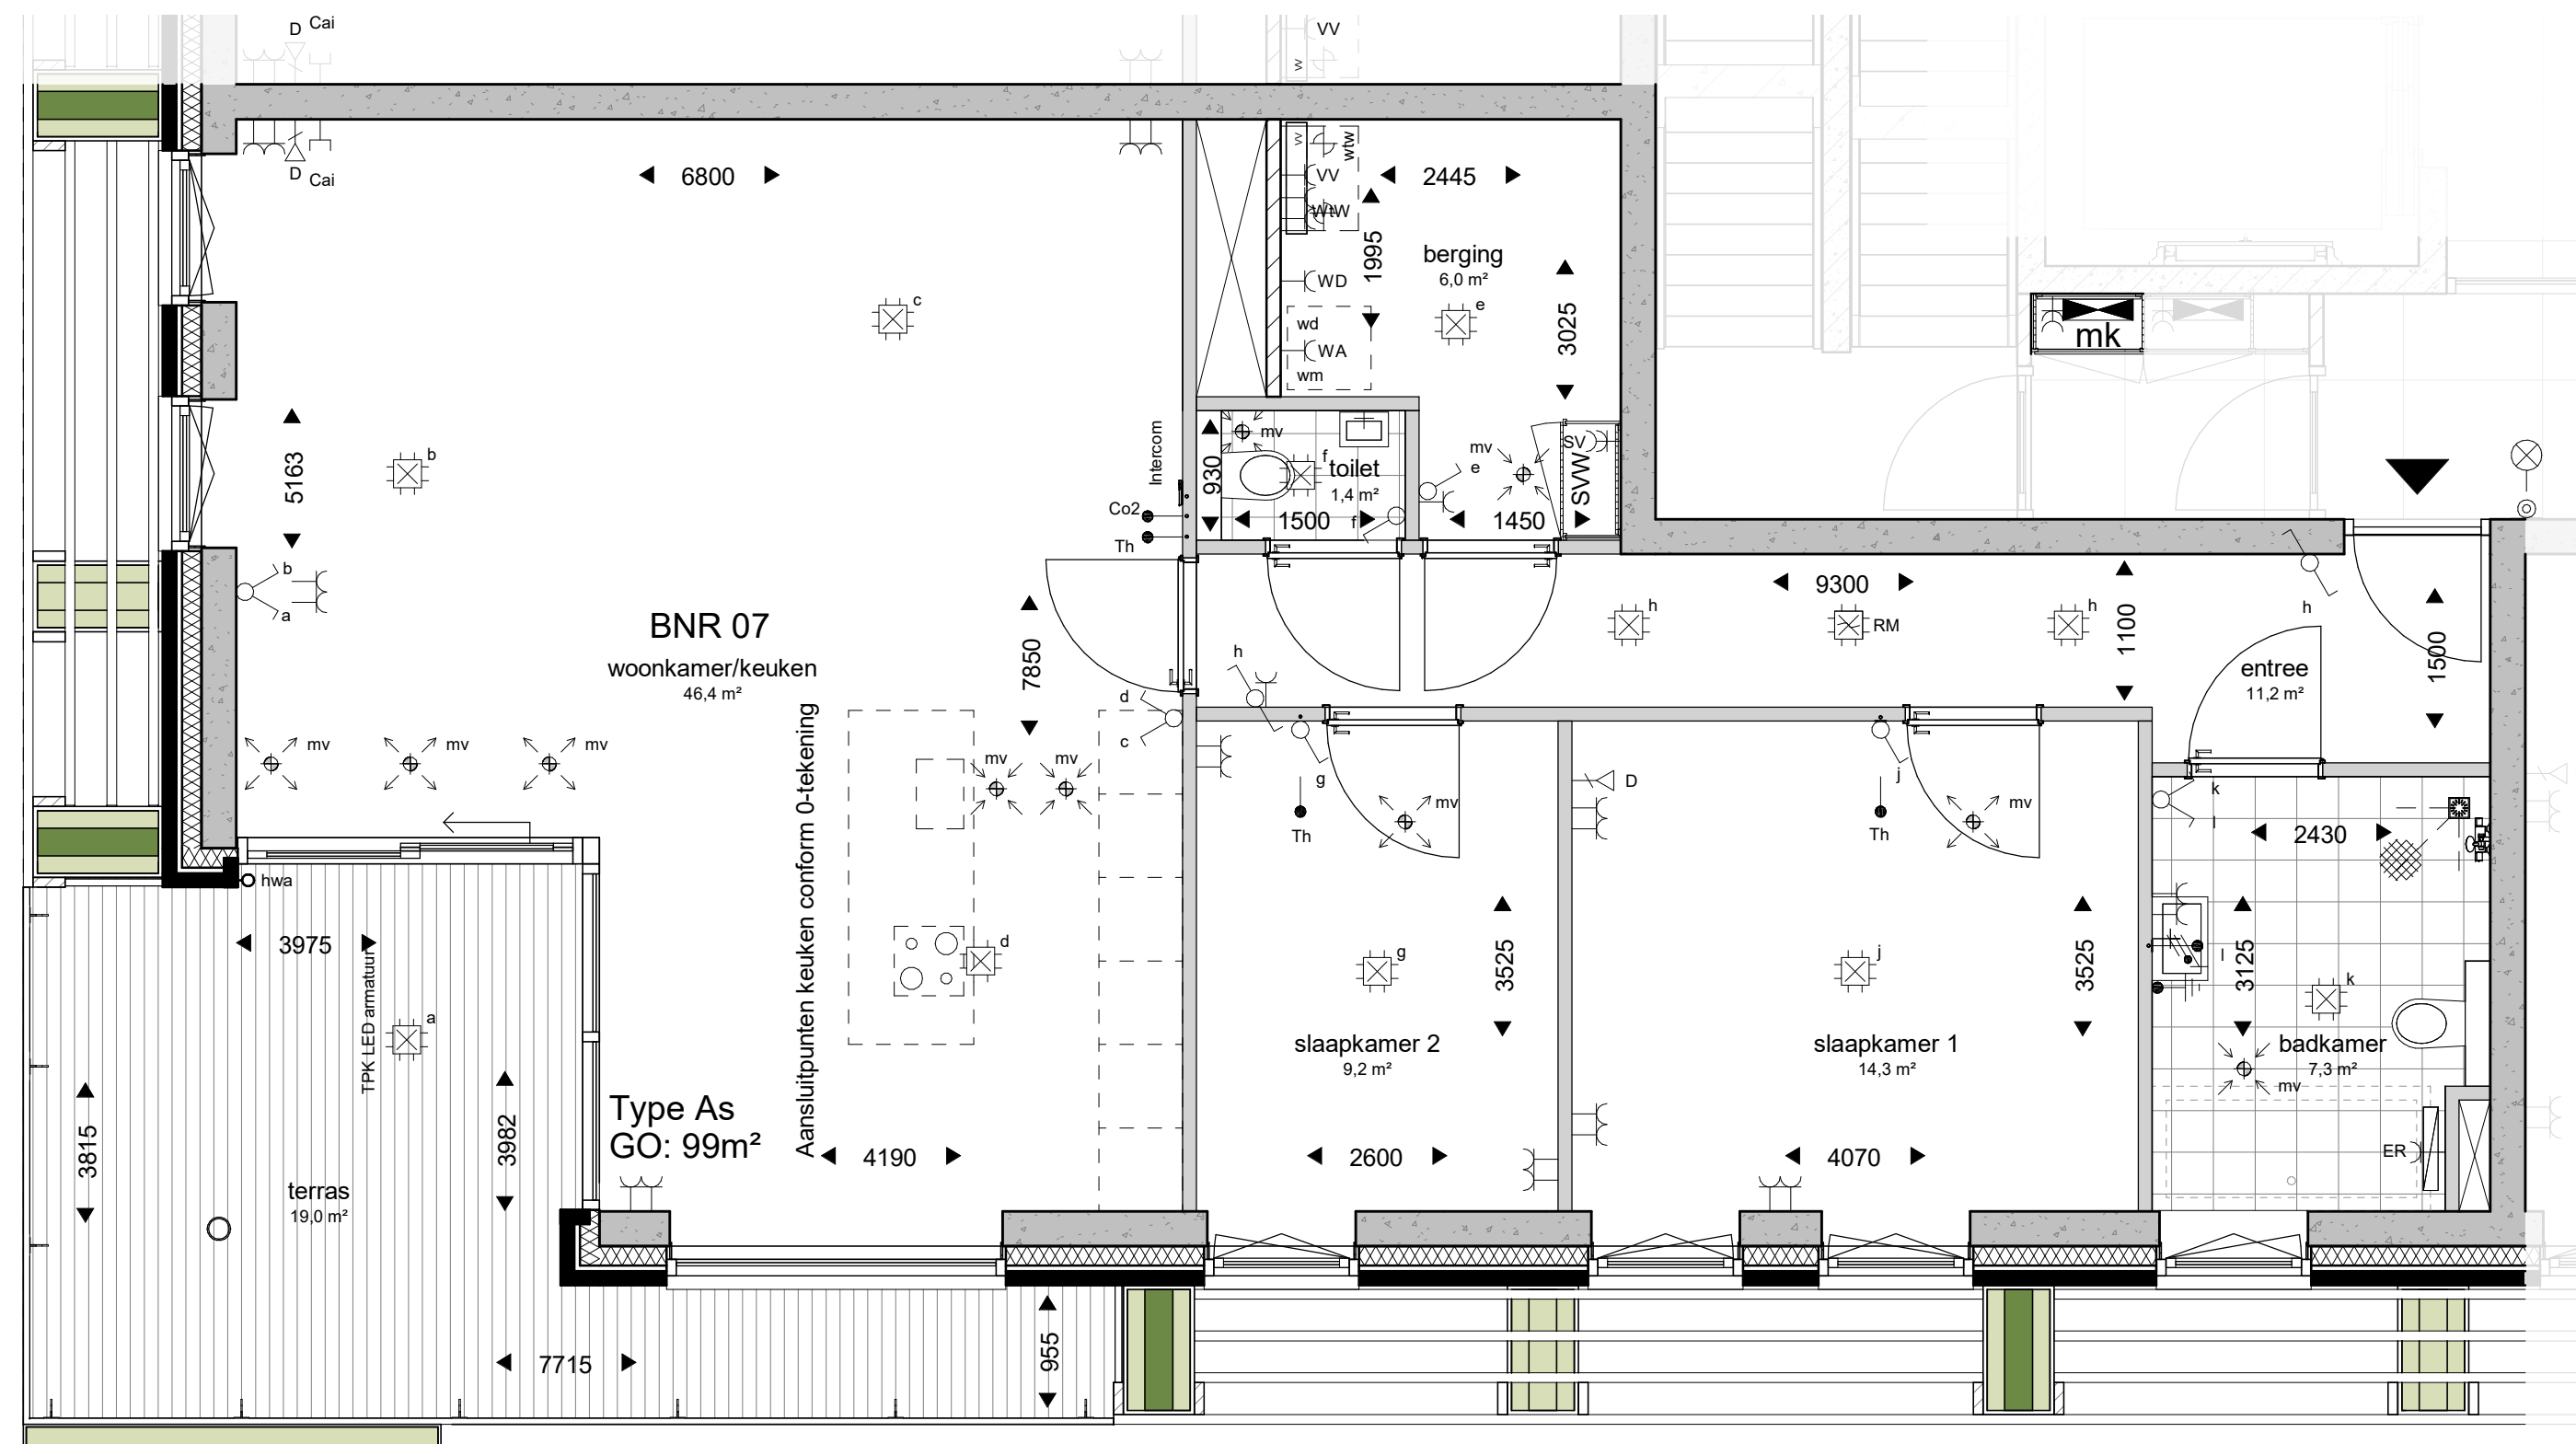 D Cai
VV
w
D Cai
6800
vv
wtw
VV
WtW
2445
1995
berging
6,0 m²
WD
c
e
3025
wd
WA
wm
mk
b
5163
Intercom
Co2
Th
930
mv
f
toilet
1,4 m²
1500
f
mv
e
1450
SV
SVW
b
a
BNR 07
woonkamer/keuken
46,4 m²
7850
h
9300
h
RM
h
1100
h
entree
11,2 m²
1500
d
c
mv
mv
mv
mv
mv
g
Th
mv
D
j
Th
mv
k
l
2430
hwa
3975
TPK LED armatuur
a
Aansluitpunten keuken conform 0-tekening
d
g
3525
j
3525
l
3125
k
slaapkamer 2
9,2 m²
slaapkamer 1
14,3 m²
badkamer
7,3 m²
mv
ER
3815
3982
Type As
GO: 99m²
4190
2600
4070
terras
19,0 m²
7715
955